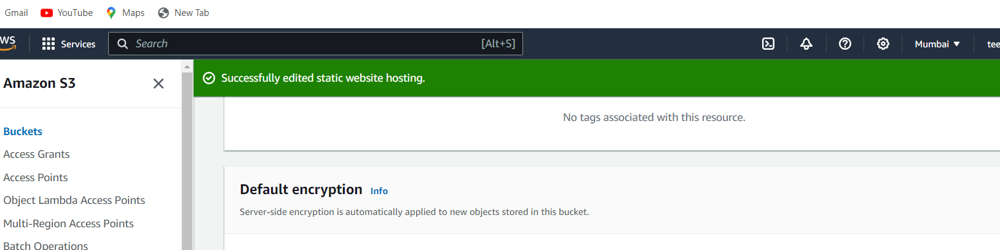 Gmail YouTube Maps New Tab
Services Search [Alt+S] Mumbai
Amazon S3
Successfully edited static website hosting.
No tags associated with this resource.
Buckets
Access Grants
Access Points
Object Lambda Access Points
Multi-Region Access Points
Batch Operations
Default encryption Info
Server-side encryption is automatically applied to new objects stored in this bucket.